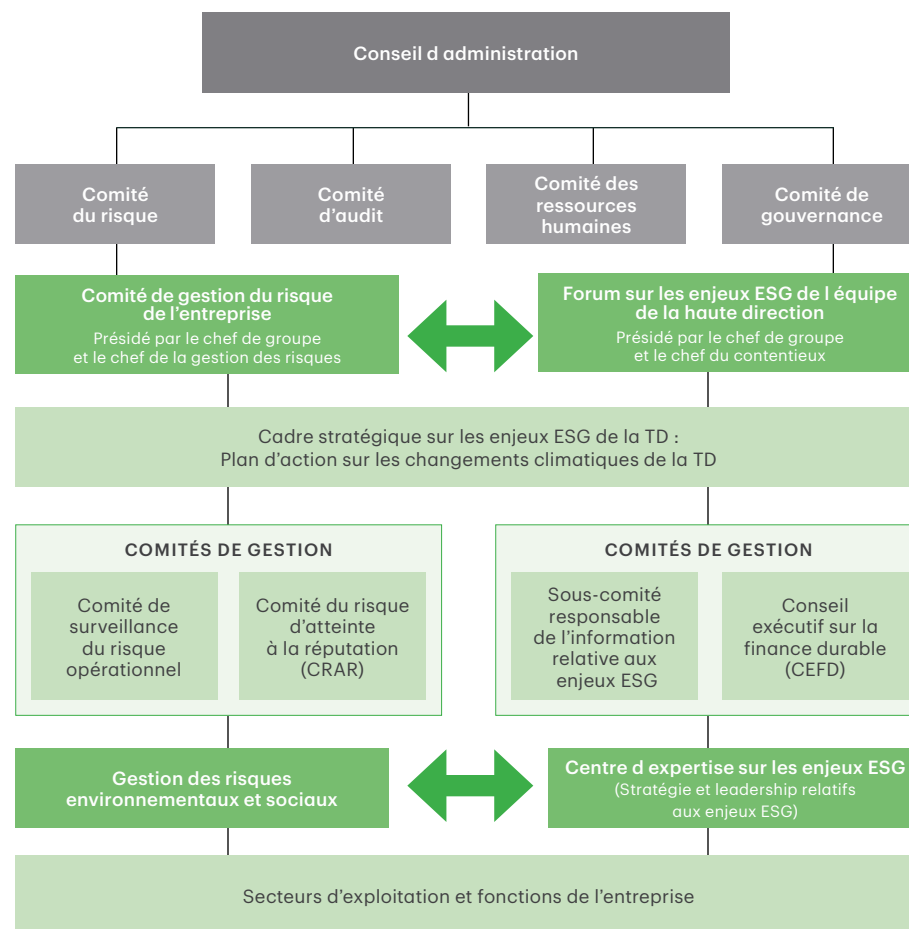 Conseil d administration
Comité
du risque
Comité
d'audit
Comité des
ressources
humaines
Comité de
gouvernance
Comité de gestion du risque
de l'entreprise
Présidé par le chef de groupe
et le chef de la gestion des risques
Forum sur les enjeux ESG de l équipe
de la haute direction
Présidé par le chef de groupe
et le chef du contentieux
Cadre stratégique sur les enjeux ESG de la TD :
Plan d'action sur les changements climatiques de la TD
COMITÉS DE GESTION
Comité de
surveillance
du risque
opérationnel
Comité du risque
d'atteinte
à la réputation
(CRAR)
COMITÉS DE GESTION
Sous-comité
responsable
de l'information
relative aux
enjeux ESG
Conseil
exécutif sur la
finance durable
(CEFD)
Gestion des risques
environnementaux et sociaux
Centre d expertise sur les enjeux ESG
(Stratégie et leadership relatifs
aux enjeux ESG)
Secteurs d'exploitation et fonctions de l'entreprise